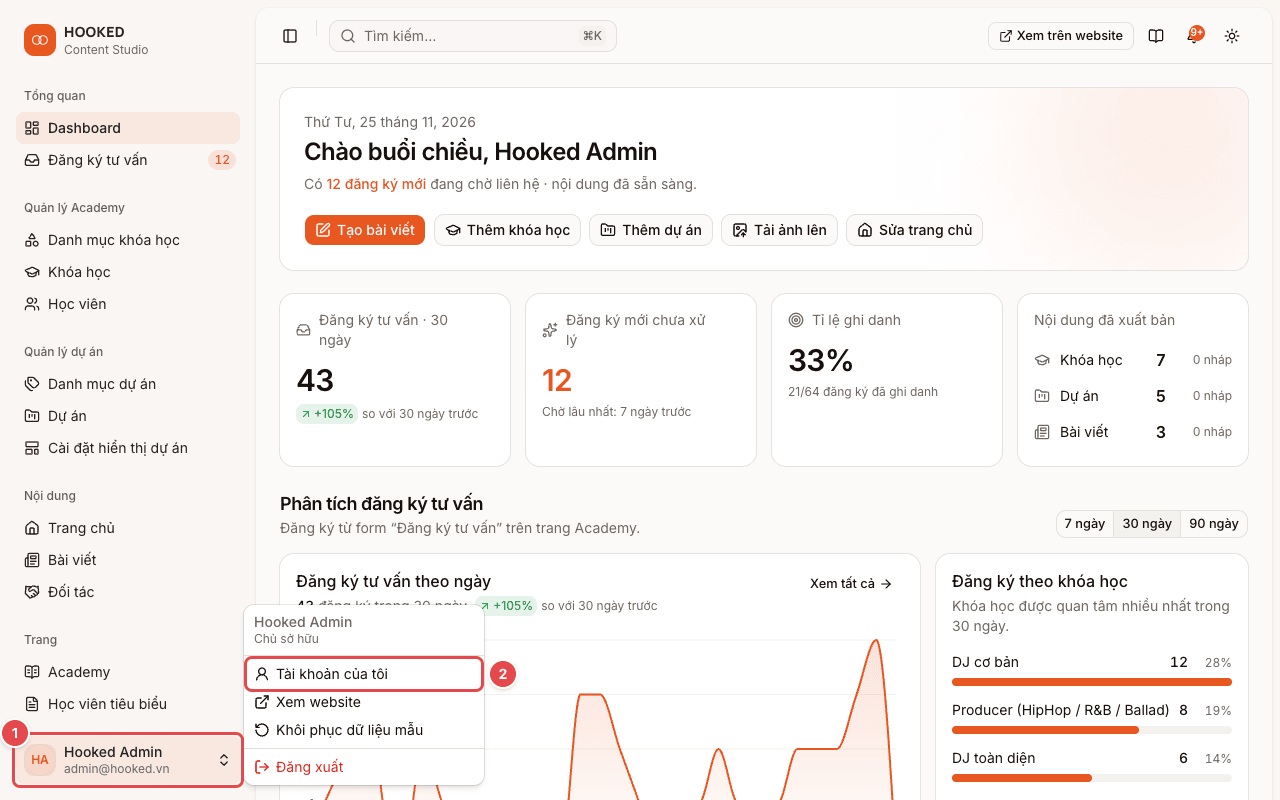 HOOKED
Content Studio
Tổng quan
Dashboard
Đăng ký tư vấn 12
Quản lý Academy
Danh mục khóa học
Khóa học
Học viên
Quản lý dự án
Danh mục dự án
Dự án
Cài đặt hiển thị dự án
Nội dung
Trang chủ
Bài viết
Đối tác
Trang
Academy
Học viên tiêu biểu
1
HA
Hooked Admin
admin@hooked.vn
Tìm kiếm... ⌘K
Xem trên website
9+
Thứ Tư, 25 tháng 11, 2026
Chào buổi chiều, Hooked Admin
Có 12 đăng ký mới đang chờ liên hệ · nội dung đã sẵn sàng.
Tạo bài viết
Thêm khóa học
Thêm dự án
Tải ảnh lên
Sửa trang chủ
Đăng ký tư vấn · 30
ngày
43
+105% so với 30 ngày trước
Đăng ký mới chưa xử
lý
12
Chờ lâu nhất: 7 ngày trước
Tỉ lệ ghi danh
33%
21/64 đăng ký đã ghi danh
Nội dung đã xuất bản
Khóa học 7 0 nháp
Dự án 5 0 nháp
Bài viết 3 0 nháp
Phân tích đăng ký tư vấn
Đăng ký từ form “Đăng ký tư vấn” trên trang Academy.
7 ngày 30 ngày 90 ngày
Đăng ký tư vấn theo ngày
Xem tất cả →
43 đăng ký trong 30 ngày +105% so với 30 ngày trước
Hooked Admin
Chủ sở hữu
Tài khoản của tôi
2
Xem website
Khôi phục dữ liệu mẫu
Đăng xuất
Đăng ký theo khóa học
Khóa học được quan tâm nhiều nhất trong
30 ngày.
DJ cơ bản 12 28%
Producer (HipHop / R&B / Ballad) 8 19%
DJ toàn diện 6 14%